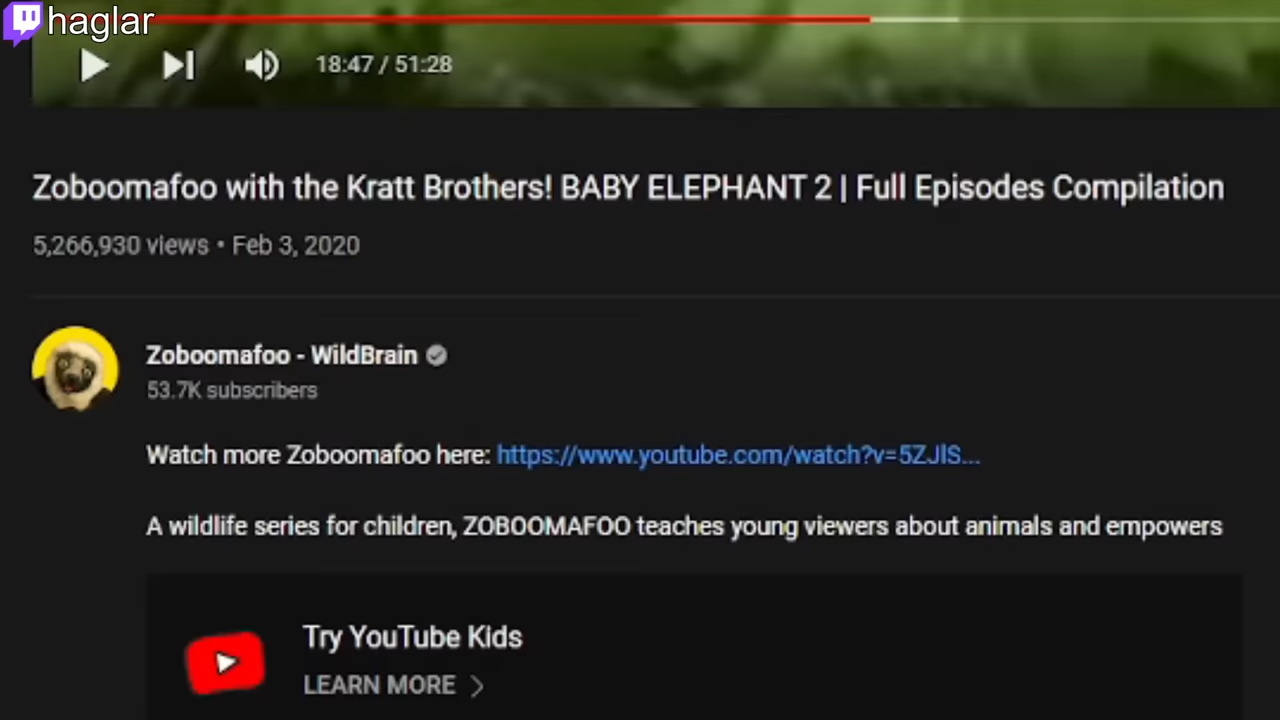 haglar
18:47 / 51:28
Zoboomafoo with the Kratt Brothers! BABY ELEPHANT 2 | Full Episodes Compilation
5,266,930 views • Feb 3, 2020
Zoboomafoo - WildBrain
53.7K subscribers
Watch more Zoboomafoo here: https://www.youtube.com/watch?v=5ZJlS...
A wildlife series for children, ZOBOOMAFOO teaches young viewers about animals and empowers
Try YouTube Kids
LEARN MORE